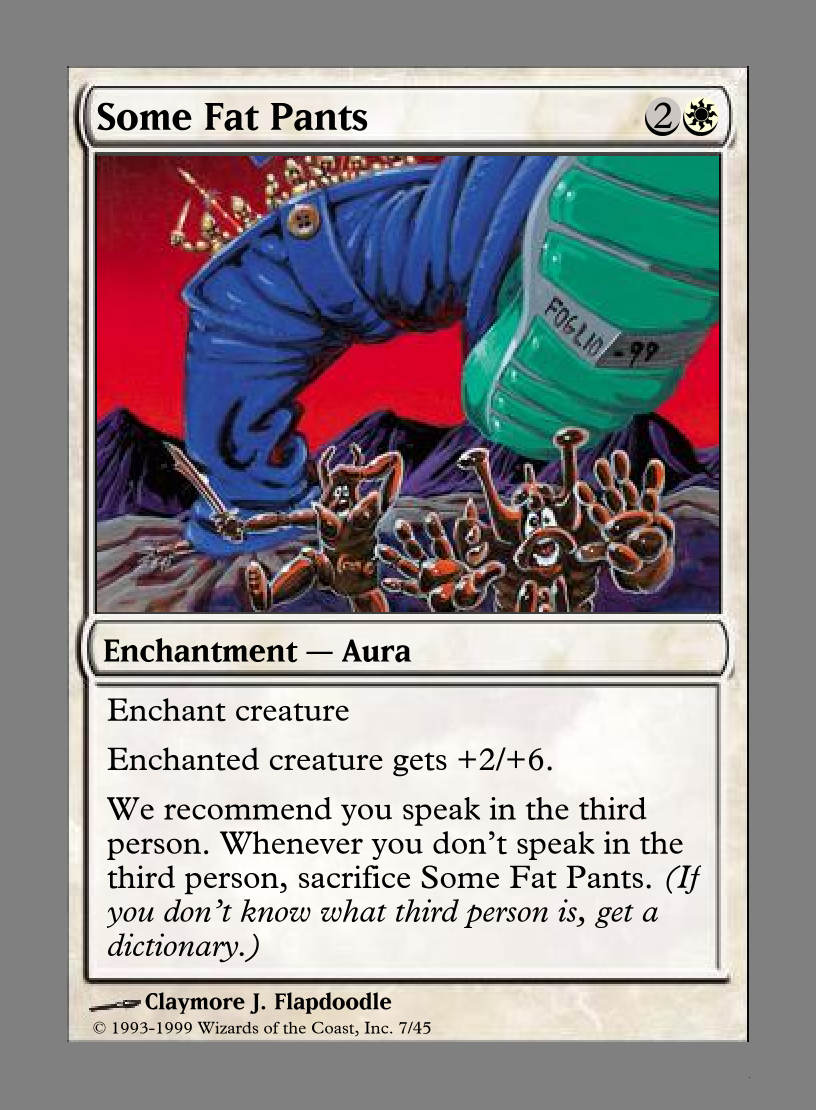 Some Fat Pants 2
FOGLIO
-99
Enchantment — Aura
Enchant creature
Enchanted creature gets +2/+6.
We recommend you speak in the third
person. Whenever you don't speak in the
third person, sacrifice Some Fat Pants. (If
you don't know what third person is, get a
dictionary.)
Claymore J. Flapdoodle
© 1993-1999 Wizards of the Coast, Inc. 7/45